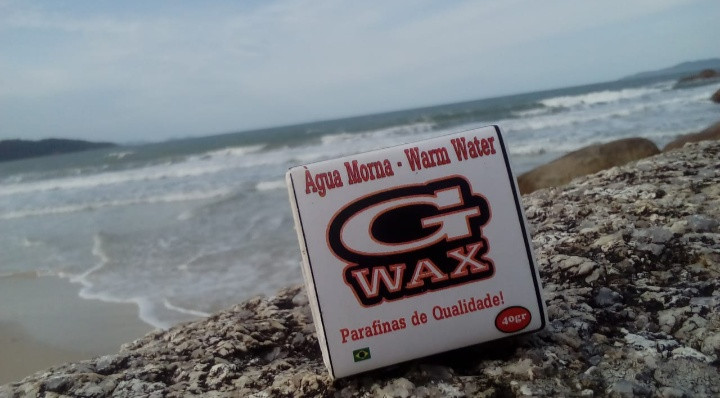 Água Morna - Warm Water
G
WAX
Parafinas de Qualidade!
40gr